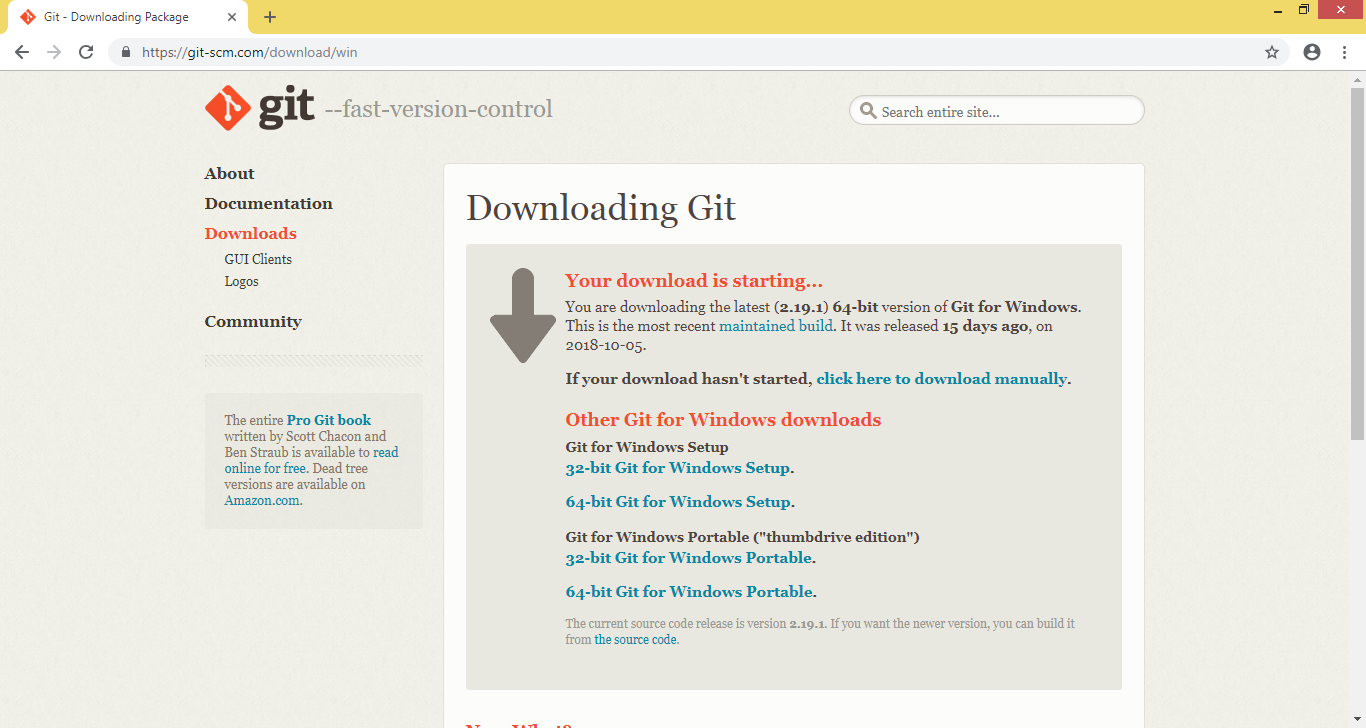 Git - Downloading Package
https://git-scm.com/download/win
git --fast-version-control
Search entire site...
About
Documentation
Downloads
GUI Clients
Logos
Community
The entire Pro Git book
written by Scott Chacon and
Ben Straub is available to read
online for free. Dead tree
versions are available on
Amazon.com.
Downloading Git
Your download is starting...
You are downloading the latest (2.19.1) 64-bit version of Git for Windows.
This is the most recent maintained build. It was released 15 days ago, on
2018-10-05.
If your download hasn't started, click here to download manually.
Other Git for Windows downloads
Git for Windows Setup
32-bit Git for Windows Setup.
64-bit Git for Windows Setup.
Git for Windows Portable ("thumbdrive edition")
32-bit Git for Windows Portable.
64-bit Git for Windows Portable.
The current source code release is version 2.19.1. If you want the newer version, you can build it
from the source code.
Now What?